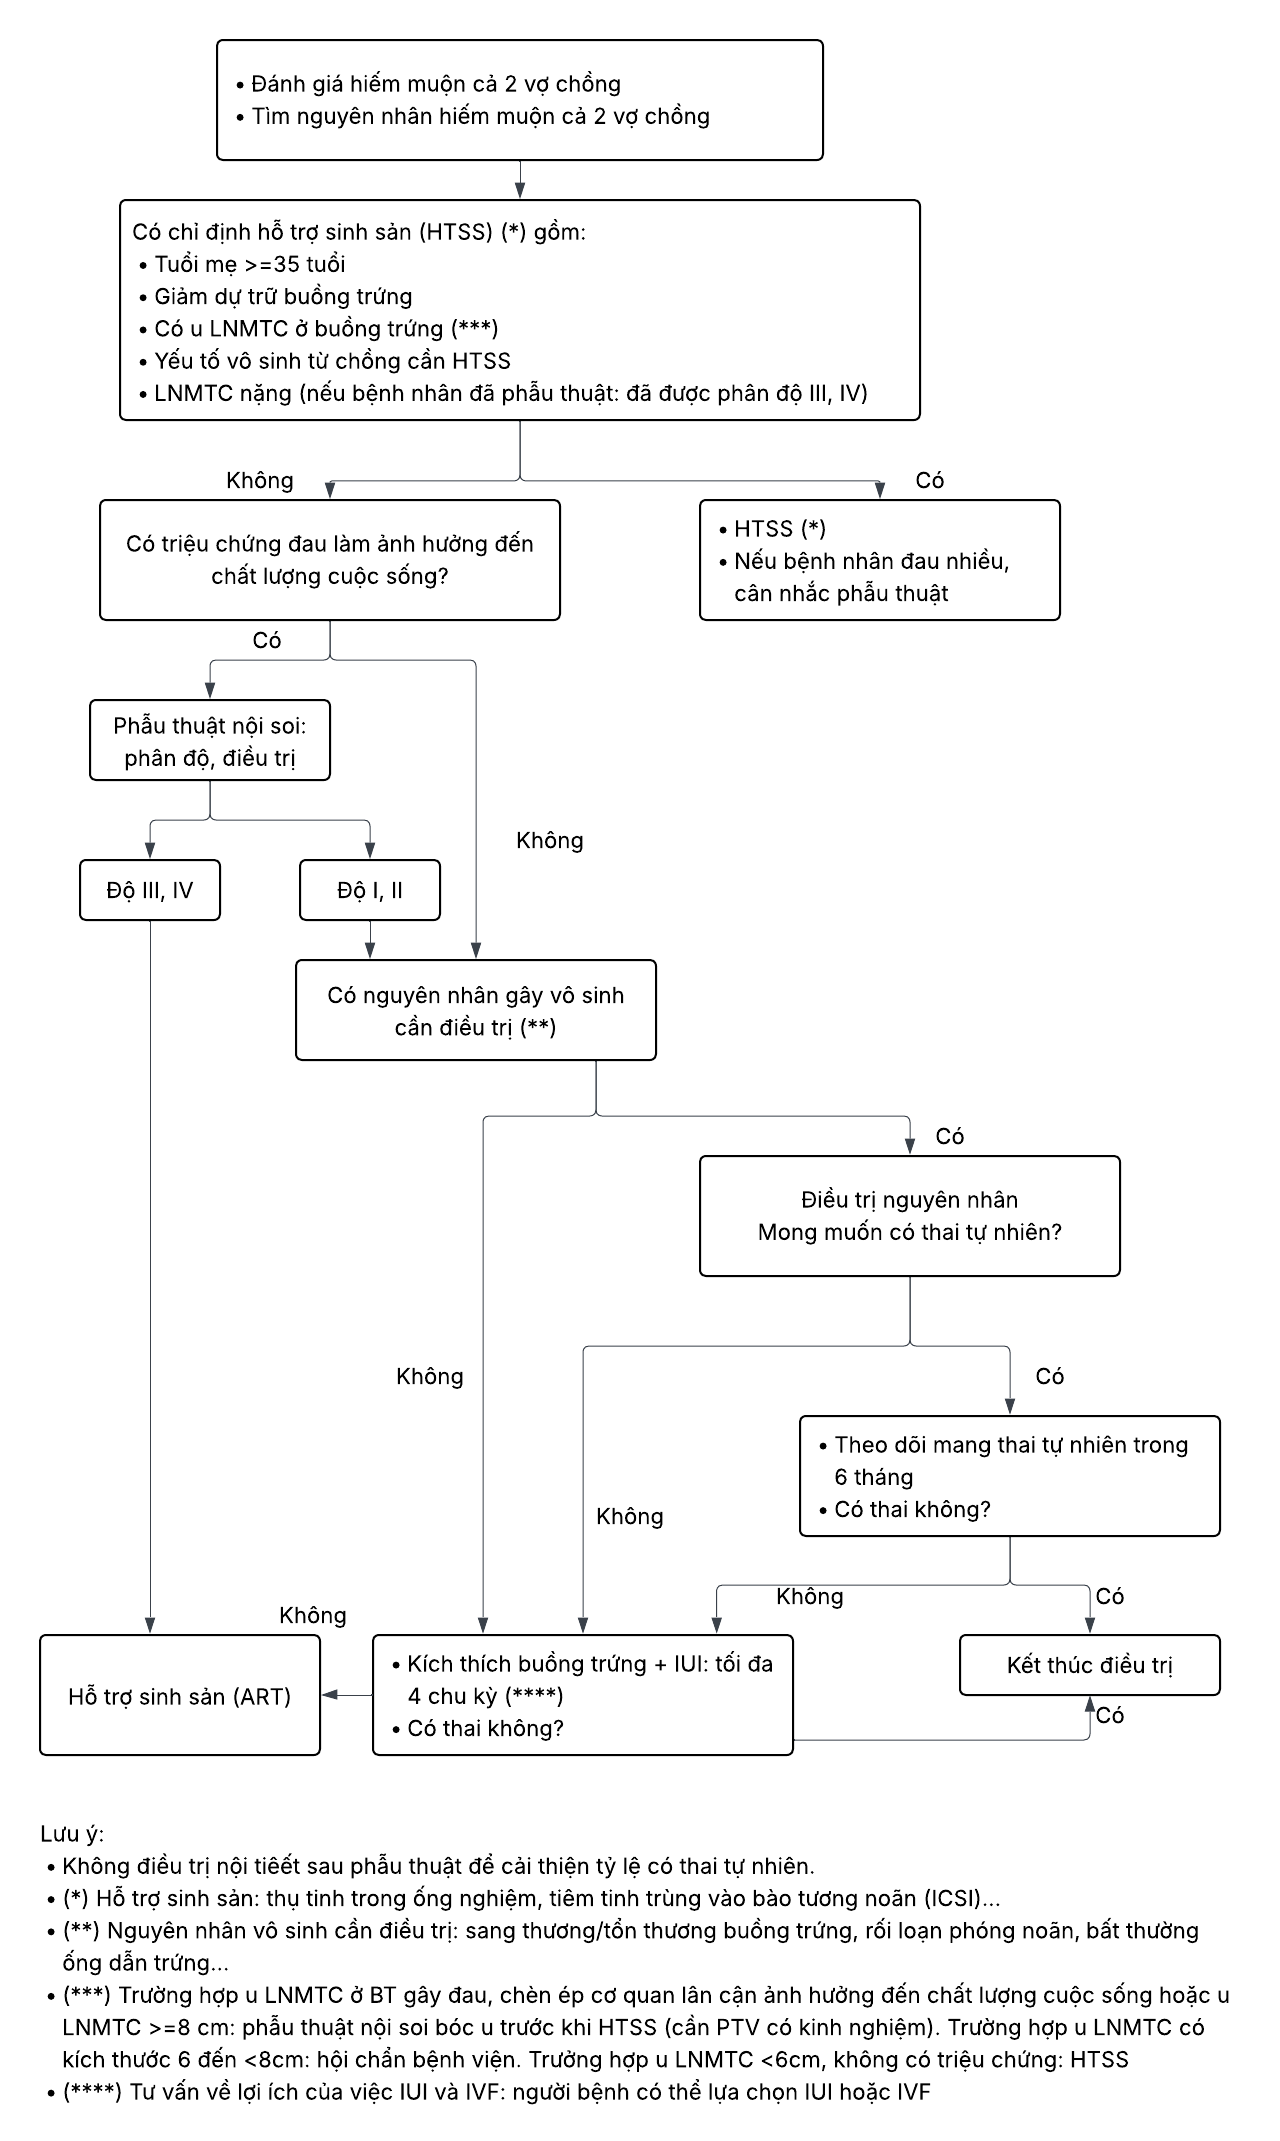 • Đánh giá hiếm muộn cả 2 vợ chồng
• Tìm nguyên nhân hiếm muộn cả 2 vợ chồng
Có chỉ định hỗ trợ sinh sản (HTSS) (*) gồm:
• Tuổi mẹ >=35 tuổi
• Giảm dự trữ buồng trứng
• Có u LNMTC ở buồng trứng (***)
• Yếu tố vô sinh từ chồng cần HTSS
• LNMTC nặng (nếu bệnh nhân đã phẫu thuật: đã được phân độ III, IV)
Không
Có
Có triệu chứng đau làm ảnh hưởng đến
chất lượng cuộc sống?
• HTSS (*)
• Nếu bệnh nhân đau nhiều,
cân nhắc phẫu thuật
Có
Phẫu thuật nội soi:
phân độ, điều trị
Không
Độ III, IV
Độ I, II
Có nguyên nhân gây vô sinh
cần điều trị (**)
Có
Điều trị nguyên nhân
Mong muốn có thai tự nhiên?
Không
Có
• Theo dõi mang thai tự nhiên trong
6 tháng
• Có thai không?
Không
Không
Có
Không
Hỗ trợ sinh sản (ART)
• Kích thích buồng trứng + IUI: tối đa
4 chu kỳ (****)
• Có thai không?
Kết thúc điều trị
Có
Lưu ý:
• Không điều trị nội tiêết sau phẫu thuật để cải thiện tỷ lệ có thai tự nhiên.
• (*) Hỗ trợ sinh sản: thụ tinh trong ống nghiệm, tiêm tinh trùng vào bào tương noãn (ICSI)...
• (**) Nguyên nhân vô sinh cần điều trị: sang thương/tổn thương buồng trứng, rối loạn phóng noãn, bất thường
ống dẫn trứng...
• (***) Trường hợp u LNMTC ở BT gây đau, chèn ép cơ quan lân cận ảnh hưởng đến chất lượng cuộc sống hoặc u
LNMTC >=8 cm: phẫu thuật nội soi bóc u trước khi HTSS (cần PTV có kinh nghiệm). Trường hợp u LNMTC có
kích thước 6 đến <8cm: hội chẩn bệnh viện. Trưởng hợp u LNMTC <6cm, không có triệu chứng: HTSS
• (****) Tư vấn về lợi ích của việc IUI và IVF: người bệnh có thể lựa chọn IUI hoặc IVF